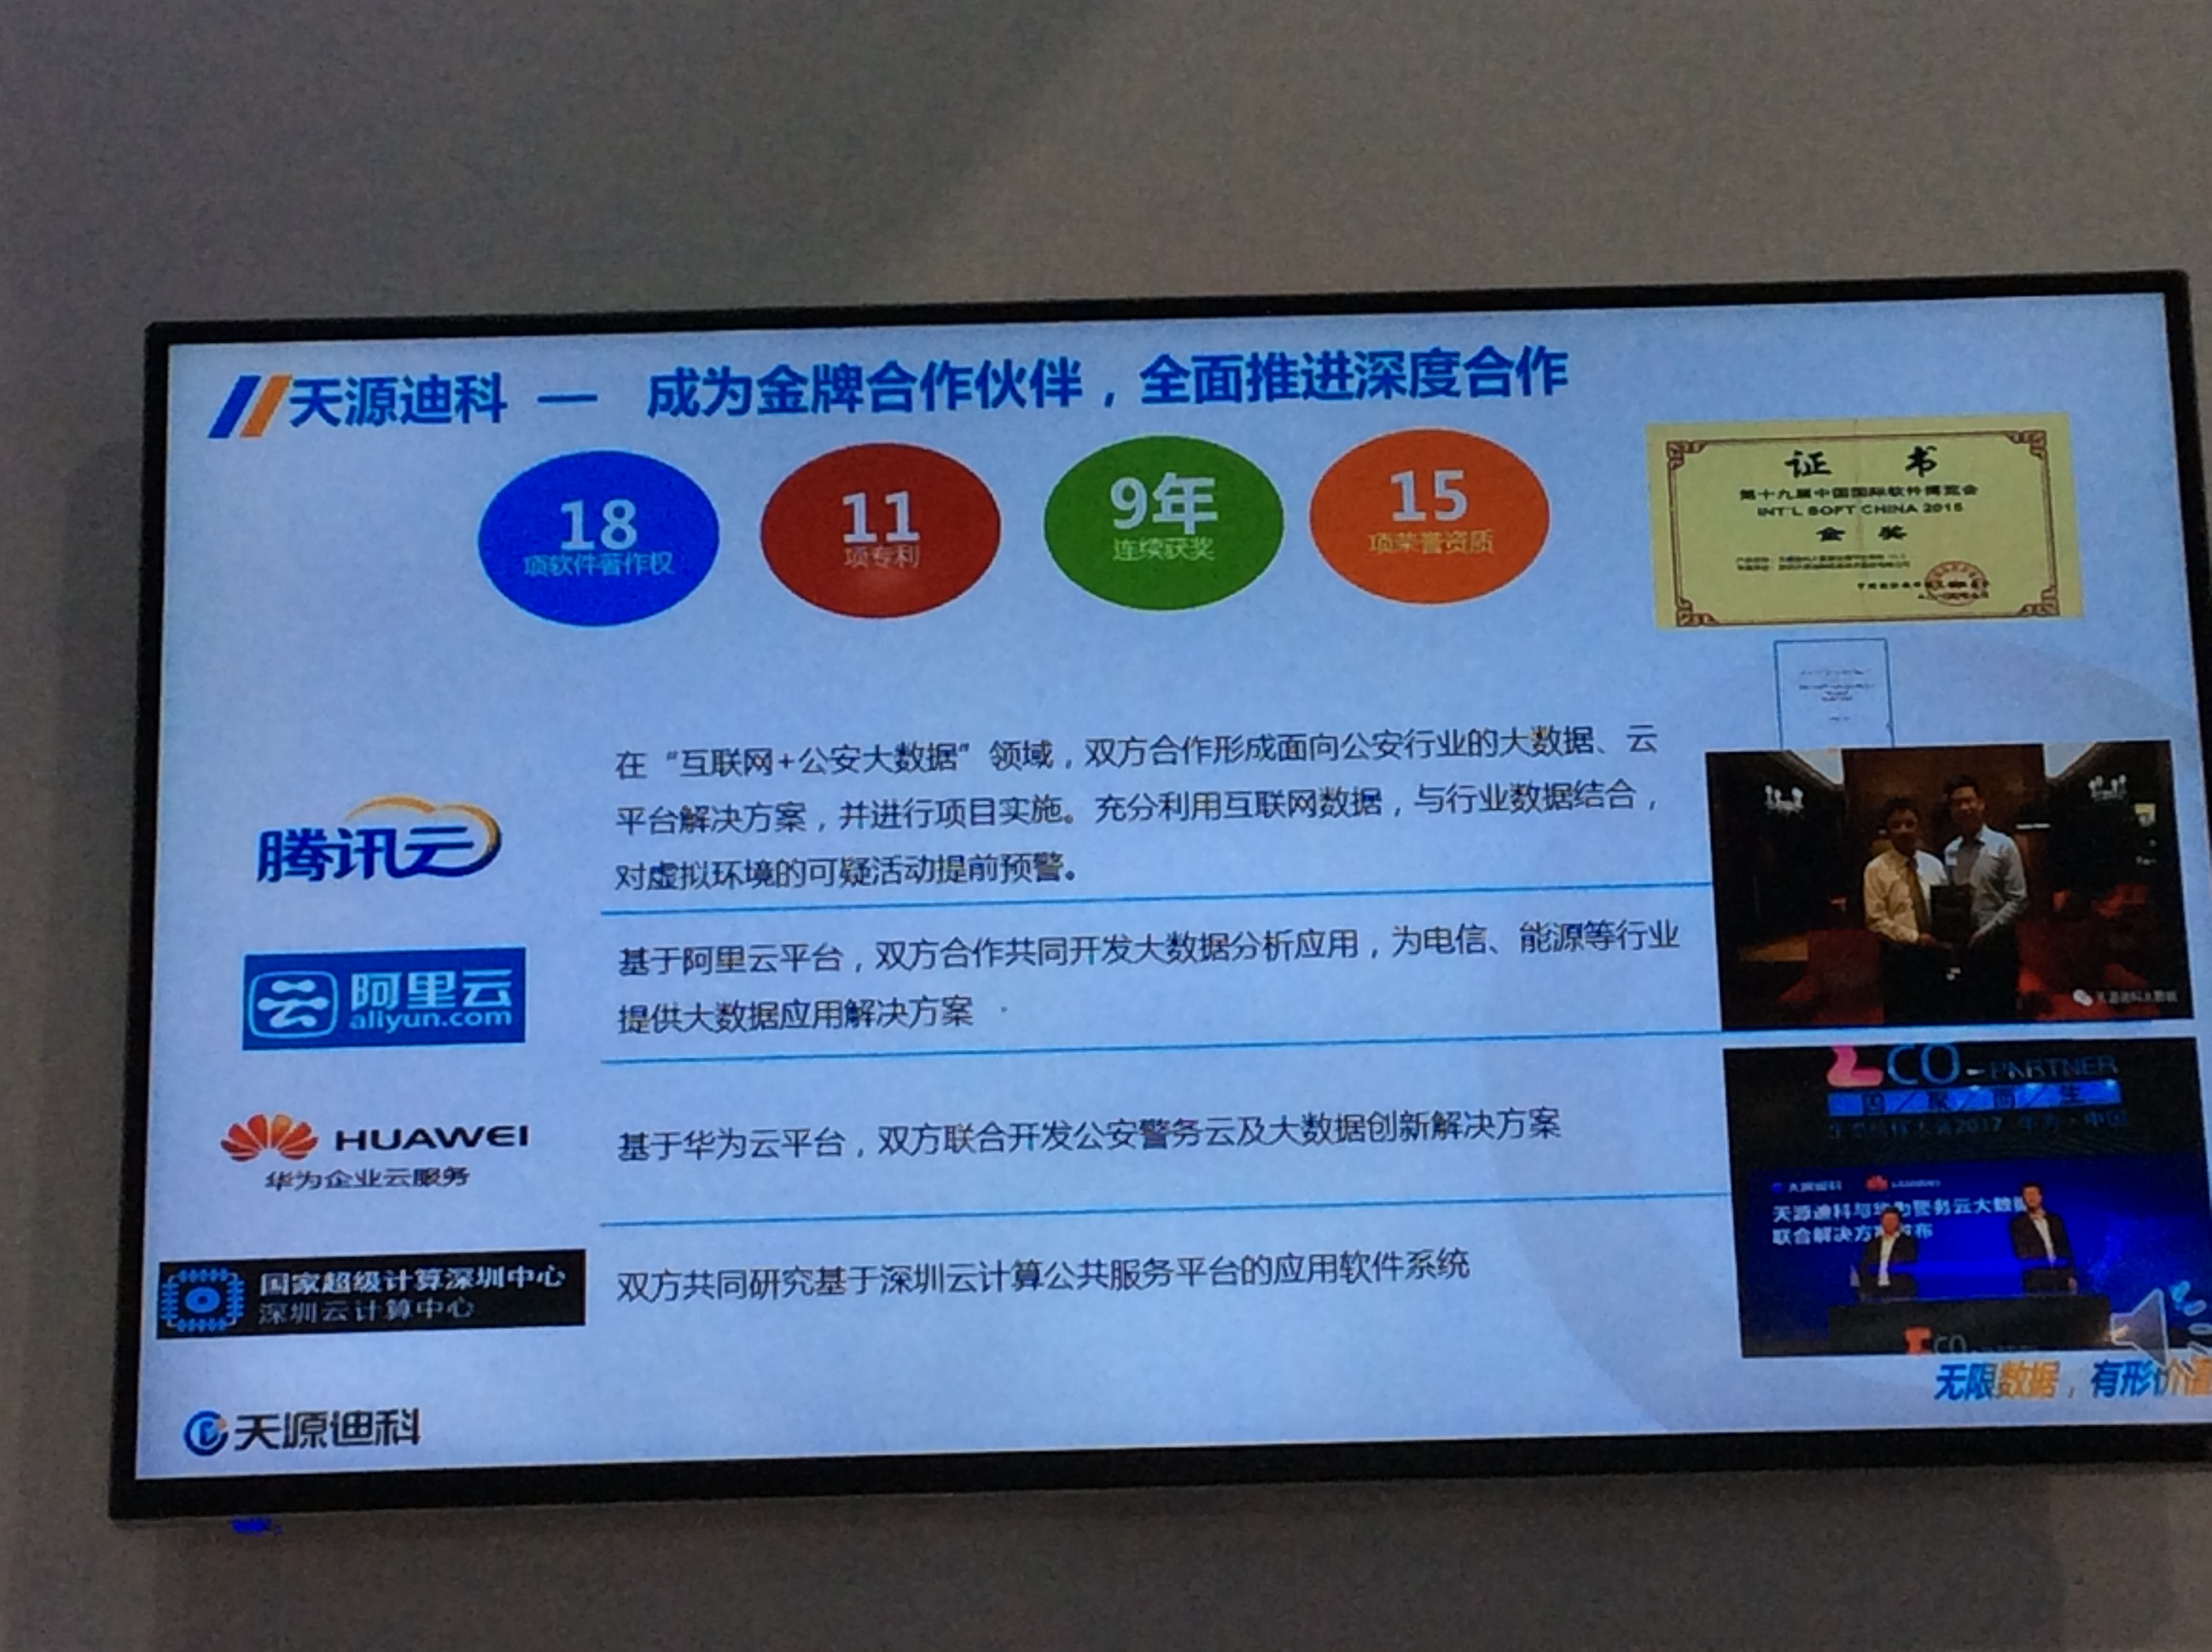 天源迪科 — 成为金牌合作伙伴，全面推进深度合作
18
项软件著作权
11
项专利
9年
连续获奖
15
项荣誉资质
证 书
第十九届中国国际软件博览会
INT'L SOFT CHINA 2015
金 奖
腾讯云
在“互联网+公安大数据”领域，双方合作形成面向公安行业的大数据、云
平台解决方案，并进行项目实施。充分利用互联网数据，与行业数据结合，
对虚拟环境的可疑活动提前预警。
阿里云
aliyun.com
基于阿里云平台，双方合作共同开发大数据分析应用，为电信、能源等行业
提供大数据应用解决方案
天源迪科大数据
HUAWEI
华为企业云服务
基于华为云平台，双方联合开发公安警务云及大数据创新解决方案
ECO-PARTNER
天源迪科
天源迪科与华为警务云大数据
联合解决方案发布
国家超级计算深圳中心
深圳云计算中心
双方共同研究基于深圳云计算公共服务平台的应用软件系统
ECO
无限数据，有形价值
天源迪科